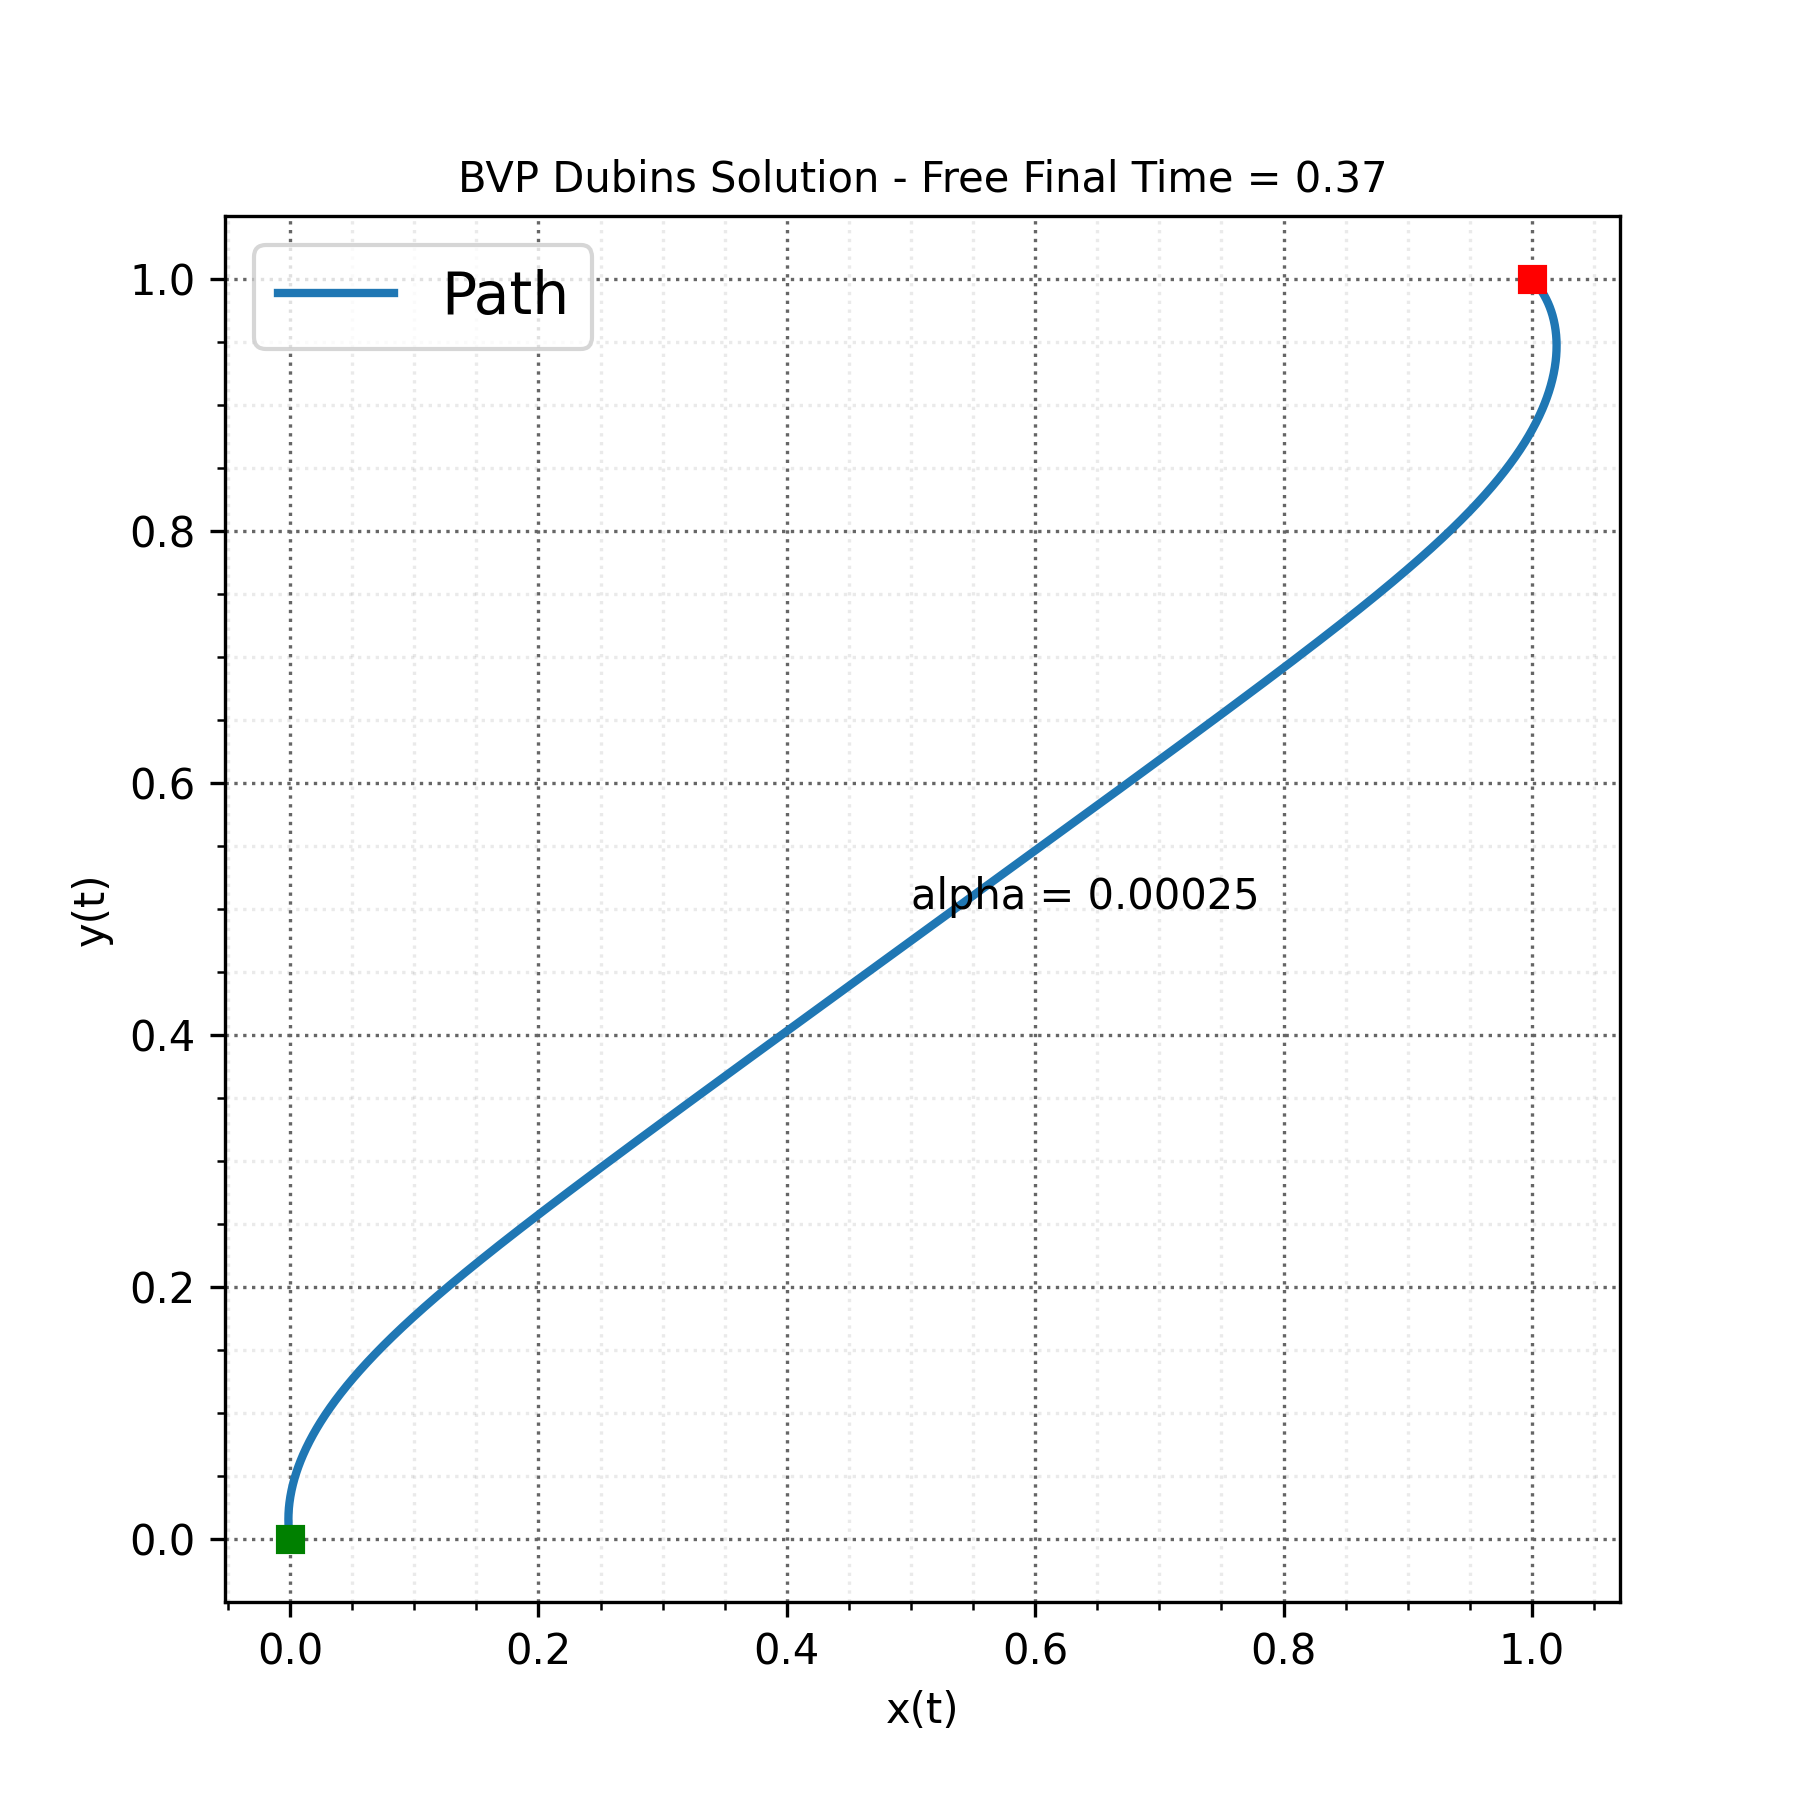 BVP Dubins Solution - Free Final Time = 0.37
Path
1.0
0.8
0.6
0.4
0.2
0.0
y(t)
alpha = 0.00025
0.0 0.2 0.4 0.6 0.8 1.0
x(t)